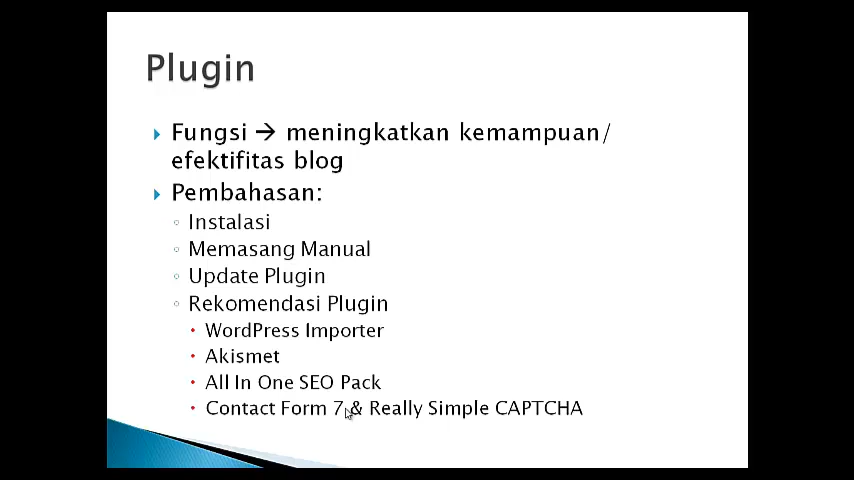 Plugin
Fungsi → meningkatkan kemampuan/
efektifitas blog
Pembahasan:
Instalasi
Memasang Manual
Update Plugin
Rekomendasi Plugin
WordPress Importer
Akismet
All In One SEO Pack
Contact Form 7 & Really Simple CAPTCHA